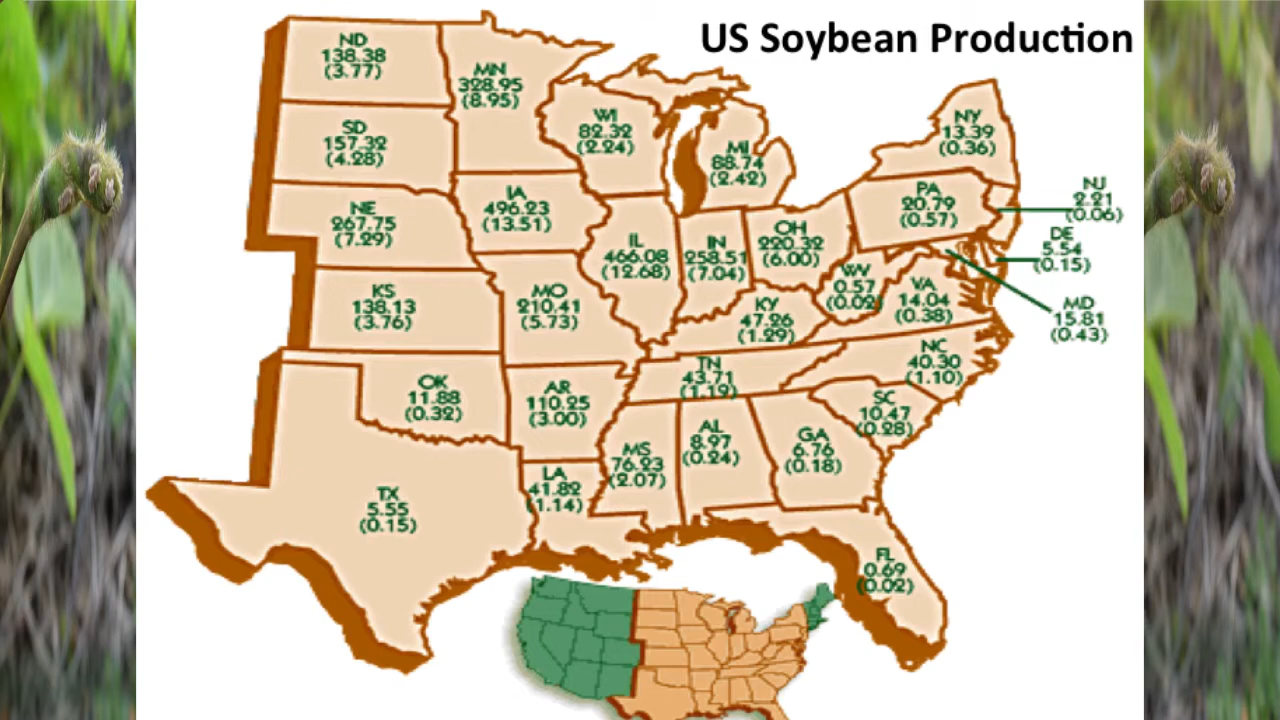 US Soybean Production
ND
138.38
(3.77)
MN
328.95
(8.95)
SD
157.32
(4.28)
WI
82.32
(2.24)
MI
88.74
(2.42)
NY
13.39
(0.36)
NE
267.75
(7.29)
IA
496.23
(13.51)
IL
466.08
(12.68)
IN
258.51
(7.04)
OH
220.32
(6.00)
PA
20.79
(0.57)
NJ
2.21
(0.06)
DE
5.54
(0.15)
MD
15.81
(0.43)
KS
138.13
(3.76)
MO
210.41
(5.73)
KY
47.26
(1.29)
WV
0.57
(0.02)
VA
14.04
(0.38)
OK
11.88
(0.32)
AR
110.25
(3.00)
TN
43.71
(1.19)
NC
40.30
(1.10)
SC
10.47
(0.28)
TX
5.55
(0.15)
LA
41.82
(1.14)
MS
76.23
(2.07)
AL
8.97
(0.24)
GA
6.76
(0.18)
FL
0.69
(0.02)